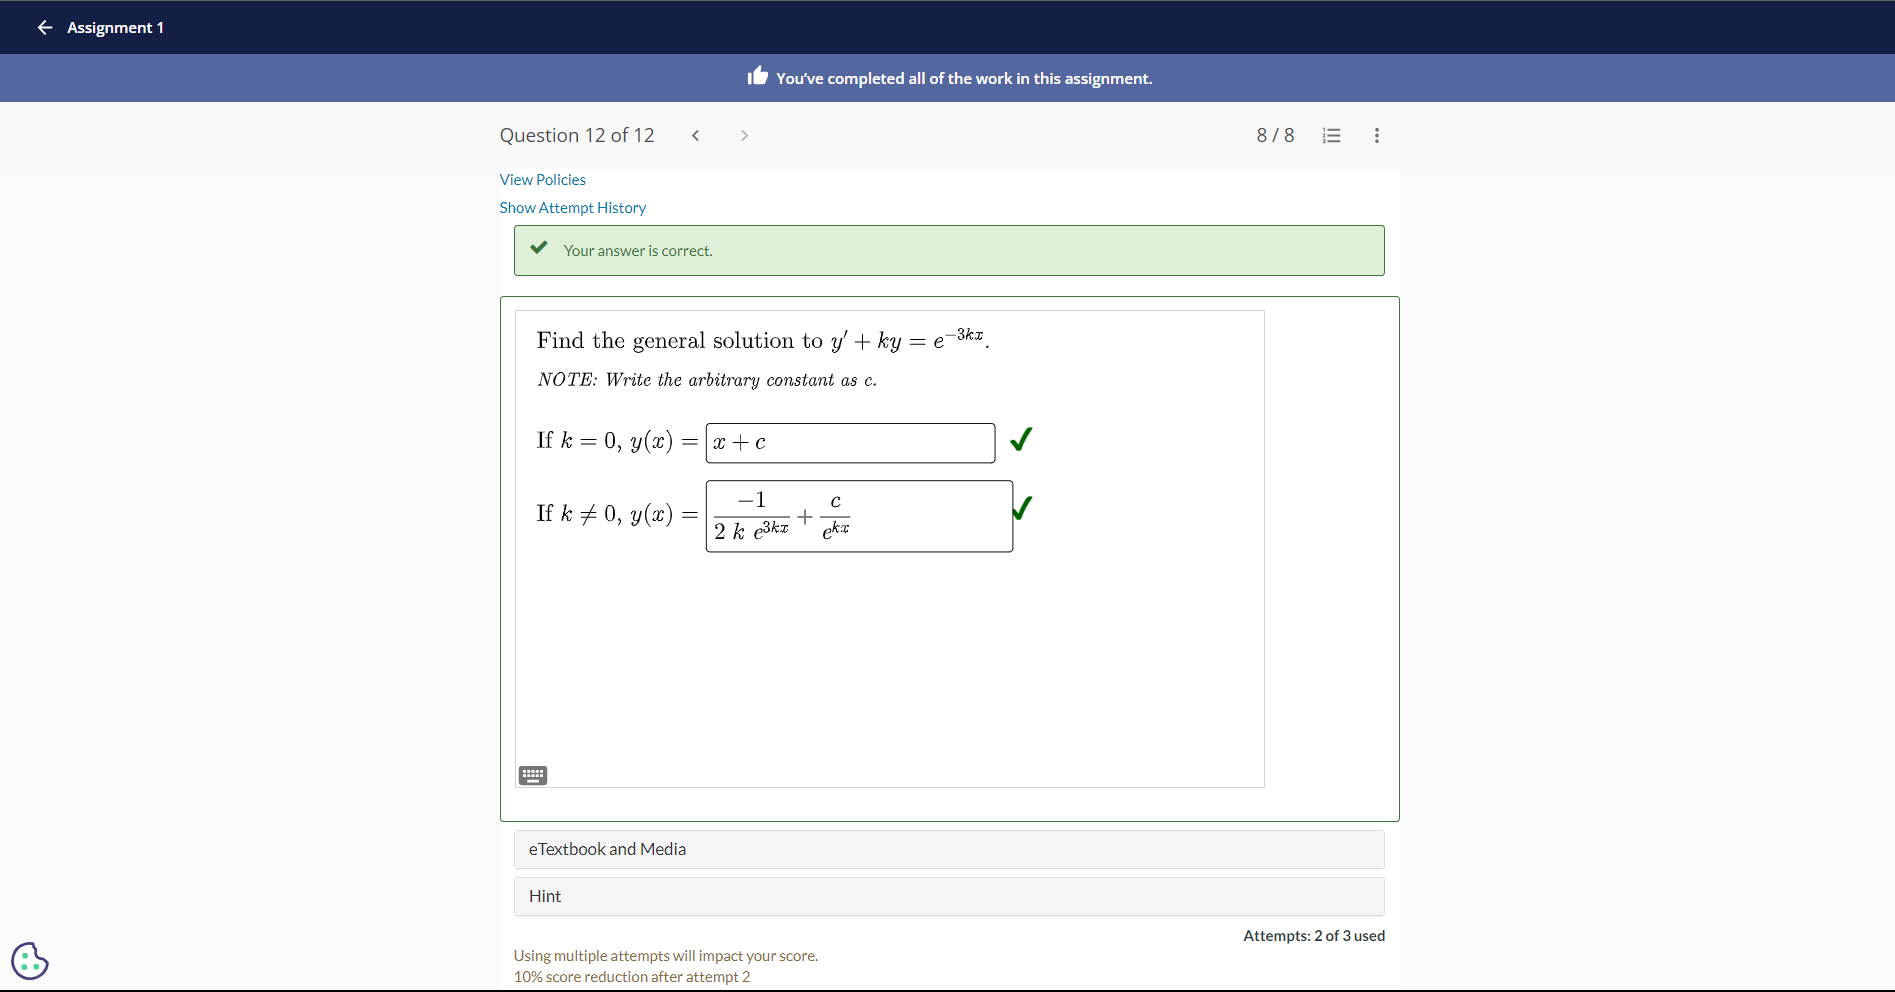 Assignment 1
You've completed all of the work in this assignment.
Question 12 of 12
8 / 8
View Policies
Show Attempt History
Your answer is correct.
Find the general solution to y′ + ky = e^{−3kx}.
NOTE: Write the arbitrary constant as c.
If k = 0, y(x) = x + c
If k ≠ 0, y(x) = \frac{−1}{2 k e^{3kx}} + \frac{c}{e^{kx}}
eTextbook and Media
Hint
Attempts: 2 of 3 used
Using multiple attempts will impact your score.
10% score reduction after attempt 2